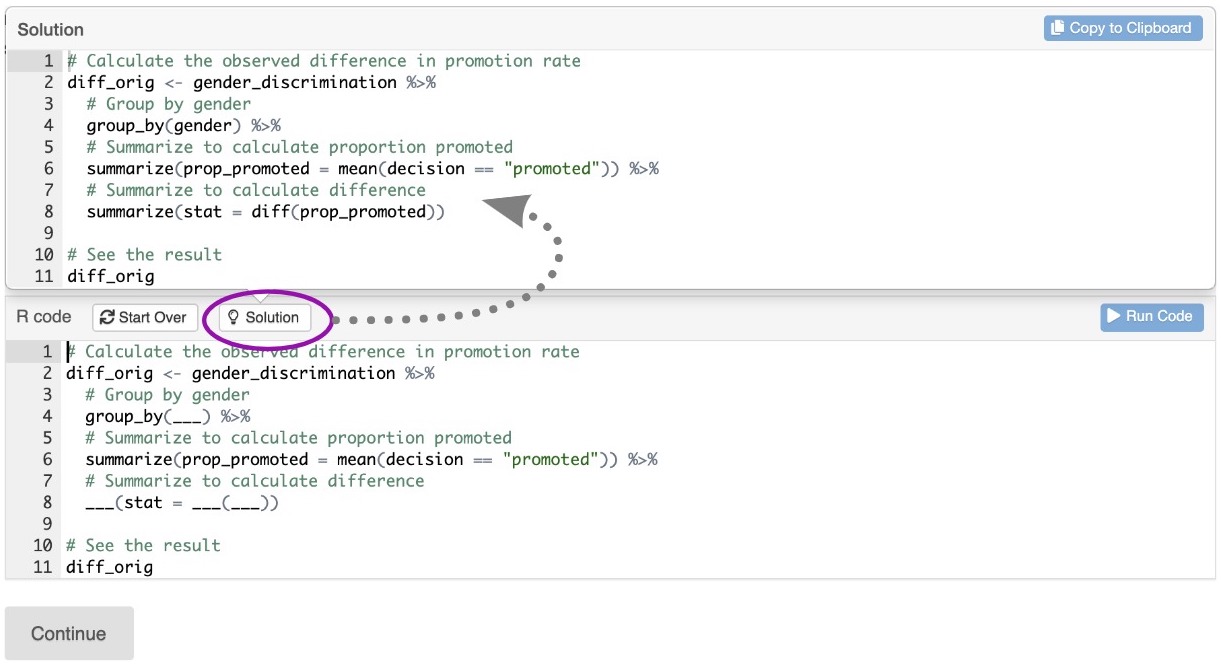 Solution
Copy to Clipboard
1 # Calculate the observed difference in promotion rate
2 diff_orig <- gender_discrimination %>%
3   # Group by gender
4   group_by(gender) %>%
5   # Summarize to calculate proportion promoted
6   summarize(prop_promoted = mean(decision == "promoted")) %>%
7   # Summarize to calculate difference
8   summarize(stat = diff(prop_promoted))
9
10 # See the result
11 diff_orig
R code Start Over Solution Run Code
1 # Calculate the observed difference in promotion rate
2 diff_orig <- gender_discrimination %>%
3   # Group by gender
4   group_by(___) %>%
5   # Summarize to calculate proportion promoted
6   summarize(prop_promoted = mean(decision == "promoted")) %>%
7   # Summarize to calculate difference
8   ___(stat = ___(___))
9
10 # See the result
11 diff_orig
Continue